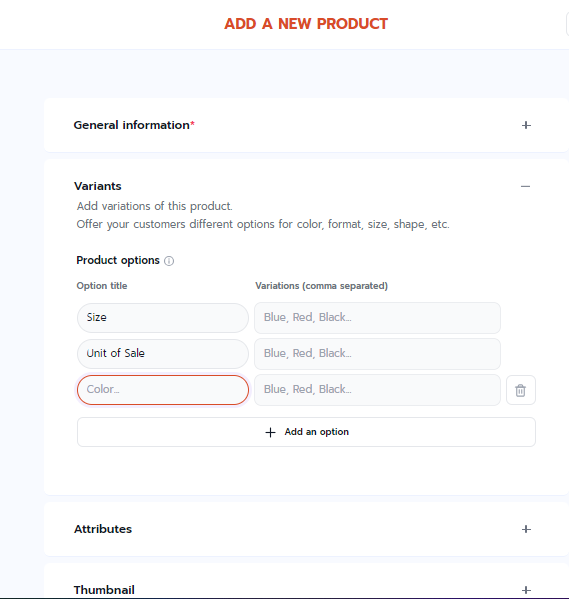 ADD A NEW PRODUCT
General information*
Variants
Add variations of this product.
Offer your customers different options for color, format, size, shape, etc.
Product options
Option title Variations (comma separated)
Size Blue, Red, Black...
Unit of Sale Blue, Red, Black...
Color... Blue, Red, Black...
Add an option
Attributes
Thumbnail